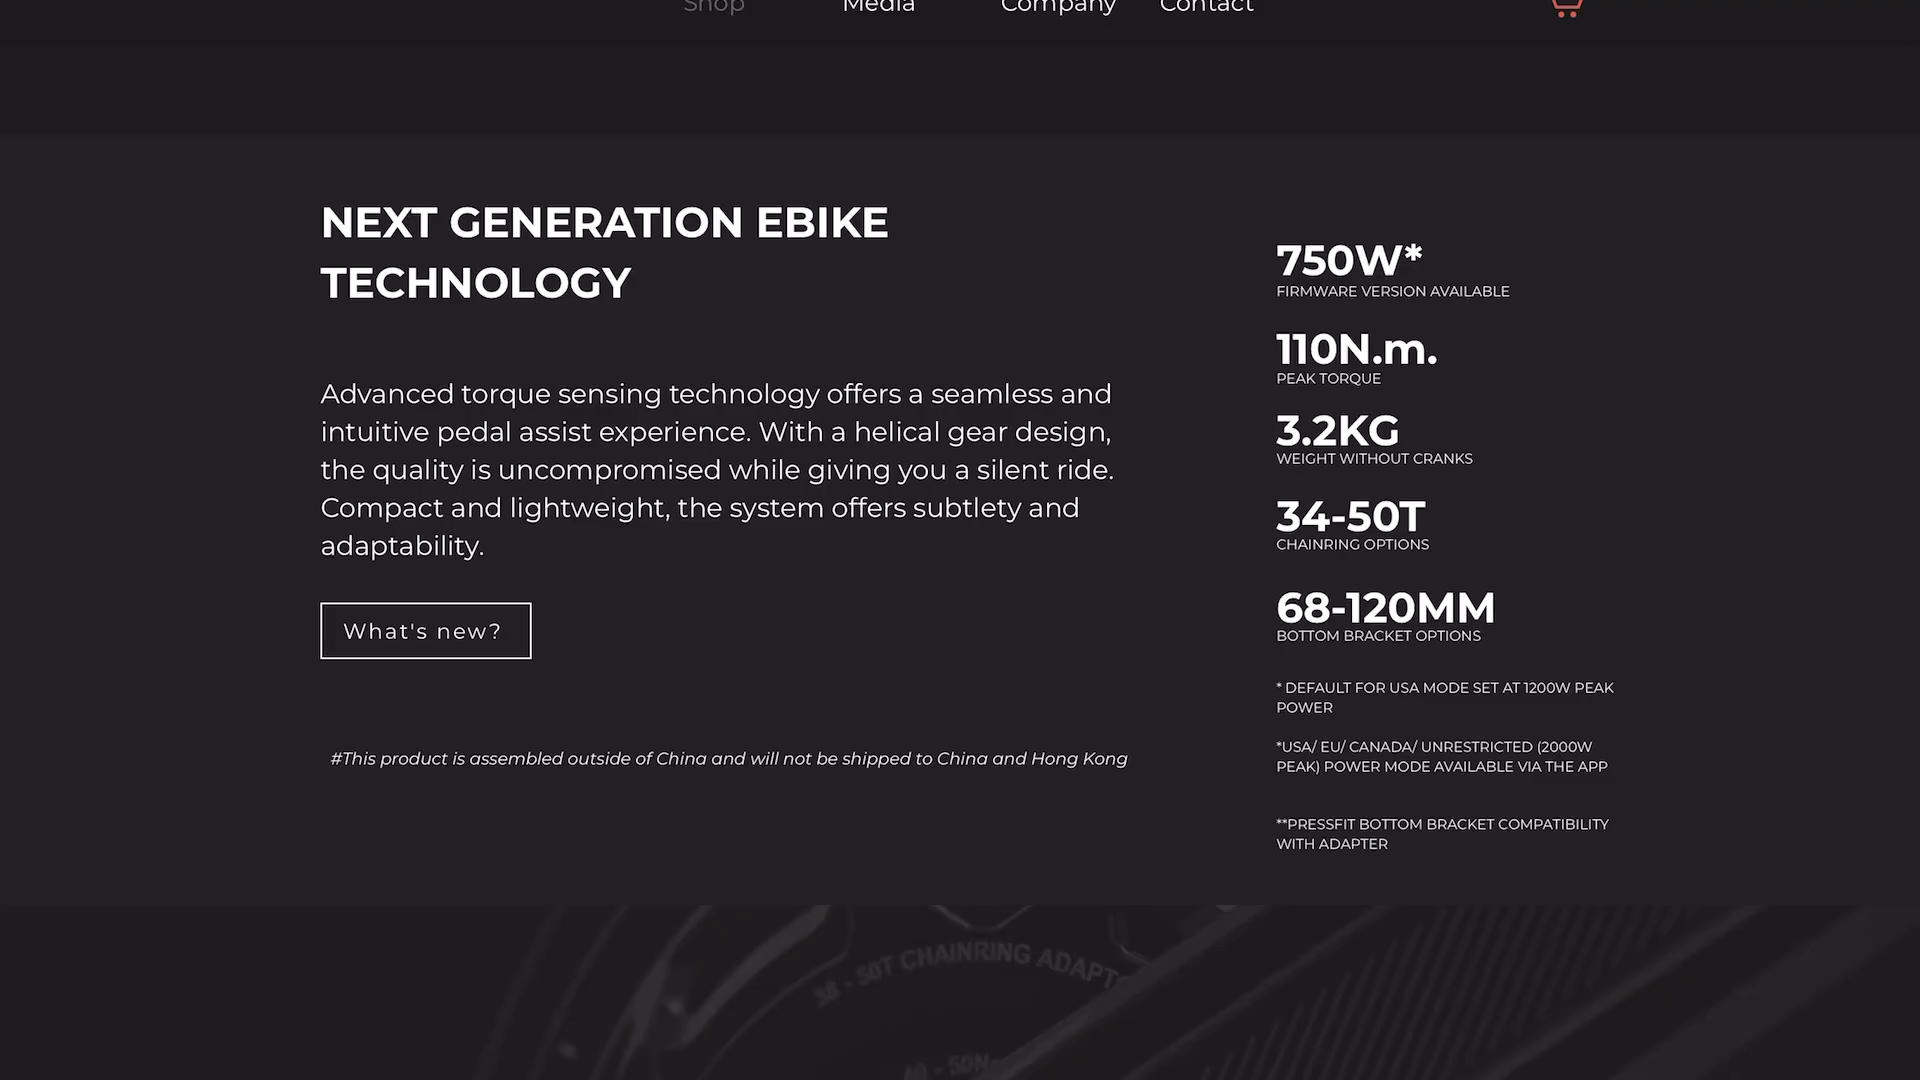 Shop Media Company Contact
NEXT GENERATION EBIKE
TECHNOLOGY
Advanced torque sensing technology offers a seamless and
intuitive pedal assist experience. With a helical gear design,
the quality is uncompromised while giving you a silent ride.
Compact and lightweight, the system offers subtlety and
adaptability.
What's new?
#This product is assembled outside of China and will not be shipped to China and Hong Kong
750W*
FIRMWARE VERSION AVAILABLE
110N.m.
PEAK TORQUE
3.2KG
WEIGHT WITHOUT CRANKS
34-50T
CHAINRING OPTIONS
68-120MM
BOTTOM BRACKET OPTIONS
* DEFAULT FOR USA MODE SET AT 1200W PEAK
POWER
*USA/ EU/ CANADA/ UNRESTRICTED (2000W
PEAK) POWER MODE AVAILABLE VIA THE APP
**PRESSFIT BOTTOM BRACKET COMPATIBILITY
WITH ADAPTER
- 50T CHAINRING
- 50N